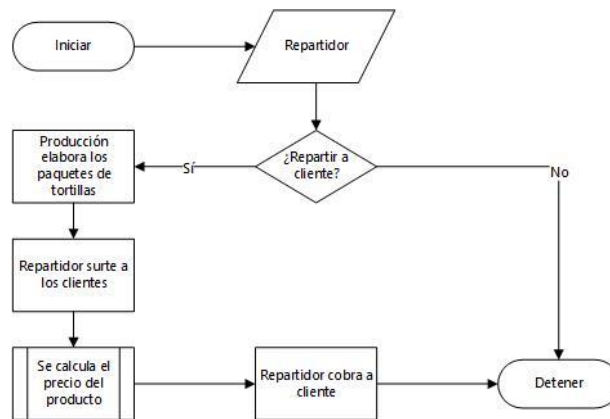 Iniciar
Repartidor
¿Repartir a
cliente?
Sí
No
Producción
elabora los
paquetes de
tortillas
Repartidor surte a
los clientes
Se calcula el
precio del
producto
Repartidor cobra a
cliente
Detener